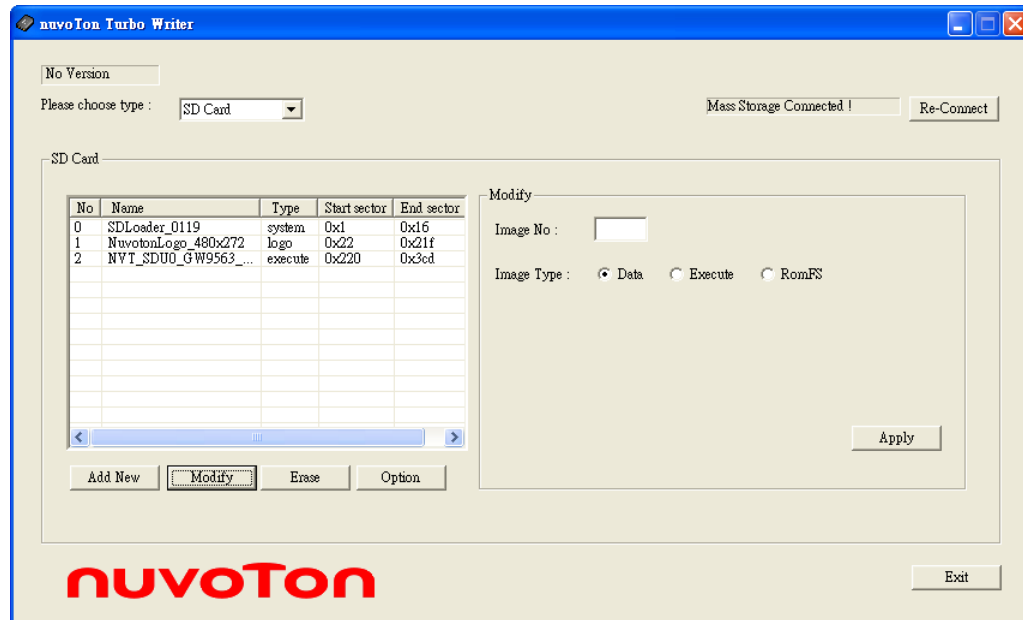 nuvoTon Turbo Writer
No Version
Please choose type :
SD Card
Mass Storage Connected !
Re-Connect
SD Card
No Name Type Start sector End sector
0 SDLoader_0119 system 0x1 0x16
1 NuvotonLogo_480x272 logo 0x22 0x21f
2 NVT_SDU0_GW9563_... execute 0x220 0x3cd
Add New Modify Erase Option
Modify
Image No :
Image Type : Data Execute RomFS
Apply
nuvoTon
Exit